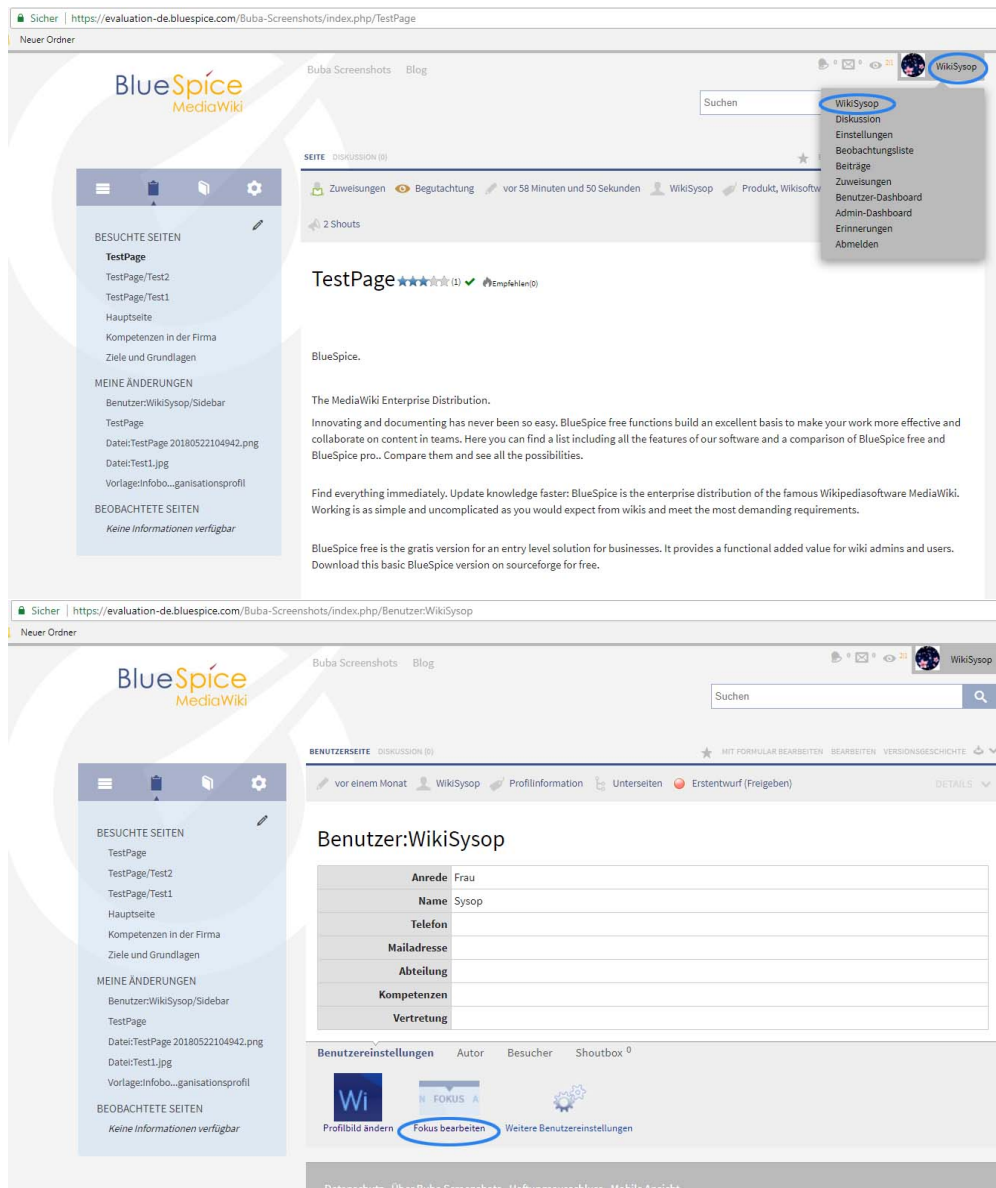 Sicher | https://evaluation-de.bluespice.com/Buba-Screenshots/index.php/TestPage
Neuer Ordner
BlueSpice
MediaWiki
Buba Screenshots Blog
0 0 21 WikiSysop
Suchen
WikiSysop
Diskussion
Einstellungen
Beobachtungsliste
Beiträge
Zuweisungen
Benutzer-Dashboard
Admin-Dashboard
Erinnerungen
Abmelden
SEITE DISKUSSION (0)
Zuweisungen Begutachtung vor 58 Minuten und 50 Sekunden WikiSysop Produkt, Wikisoftw
2 Shouts
BESUCHTE SEITEN
TestPage
TestPage/Test2
TestPage/Test1
Hauptseite
Kompetenzen in der Firma
Ziele und Grundlagen
MEINE ÄNDERUNGEN
Benutzer:WikiSysop/Sidebar
TestPage
Datei:TestPage 20180522104942.png
Datei:Test1.jpg
Vorlage:Infobo...ganisationsprofil
BEOBACHTETE SEITEN
Keine Informationen verfügbar
TestPage (1) Empfehlen(0)
BlueSpice.
The MediaWiki Enterprise Distribution.
Innovating and documenting has never been so easy. BlueSpice free functions build an excellent basis to make your work more effective and
collaborate on content in teams. Here you can find a list including all the features of our software and a comparison of BlueSpice free and
BlueSpice pro.. Compare them and see all the possibilities.
Find everything immediately. Update knowledge faster: BlueSpice is the enterprise distribution of the famous Wikipediasoftware MediaWiki.
Working is as simple and uncomplicated as you would expect from wikis and meet the most demanding requirements.
BlueSpice free is the gratis version for an entry level solution for businesses. It provides a functional added value for wiki admins and users.
Download this basic BlueSpice version on sourceforge for free.
Sicher | https://evaluation-de.bluespice.com/Buba-Screenshots/index.php/Benutzer:WikiSysop
Neuer Ordner
BlueSpice
MediaWiki
Buba Screenshots Blog
0 0 21 WikiSysop
Suchen
BENUTZERSEITE DISKUSSION (0)
MIT FORMULAR BEARBEITEN BEARBEITEN VERSIONSGESCHICHTE
vor einem Monat WikiSysop Profilinformation Unterseiten Erstentwurf (Freigeben) DETAILS
BESUCHTE SEITEN
TestPage
TestPage/Test2
TestPage/Test1
Hauptseite
Kompetenzen in der Firma
Ziele und Grundlagen
MEINE ÄNDERUNGEN
Benutzer:WikiSysop/Sidebar
TestPage
Datei:TestPage 20180522104942.png
Datei:Test1.jpg
Vorlage:Infobo...ganisationsprofil
BEOBACHTETE SEITEN
Keine Informationen verfügbar
Benutzer:WikiSysop
Anrede Frau
Name Sysop
Telefon
Mailadresse
Abteilung
Kompetenzen
Vertretung
Benutzereinstellungen Autor Besucher Shoutbox 0
Wi
N FOKUS A
Profilbild ändern Fokus bearbeiten Weitere Benutzereinstellungen